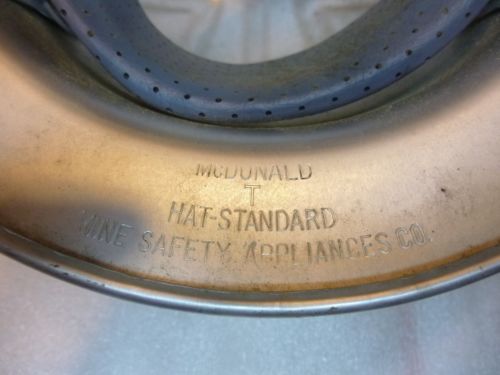 McDONALD
T
HAT-STANDARD
MINE SAFETY APPLIANCES CO.